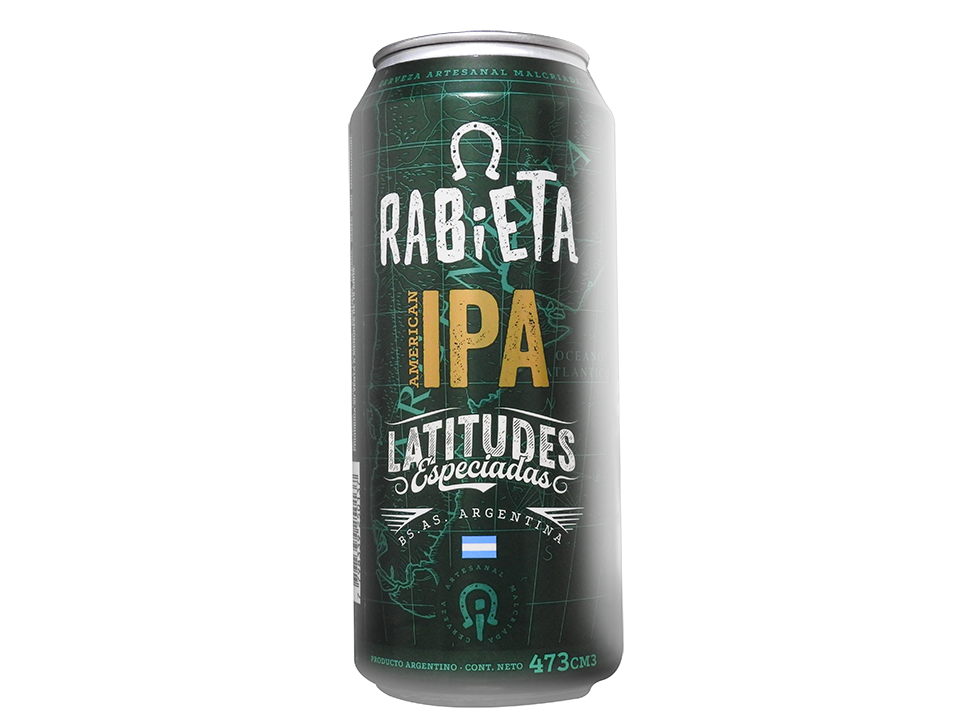 CERVEZA ARTESANAL MALCRIADA
RABiETA
AMERICAN
IPA
OCEANO
ATLANTICO
LATITUDES
Especiadas
BS.AS. ARGENTINA
CERVEZA ARTESANAL MALCRIADA
PRODUCTO ARGENTINO - CONT. NETO 473CM3